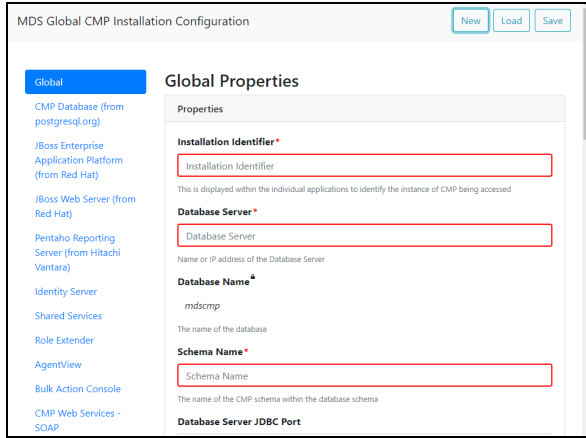 MDS Global CMP Installation Configuration
New
Load
Save
Global
CMP Database (from
postgresql.org)
JBoss Enterprise
Application Platform
(from Red Hat)
JBoss Web Server (from
Red Hat)
Pentaho Reporting
Server (from Hitachi
Vantara)
Identity Server
Shared Services
Role Extender
AgentView
Bulk Action Console
CMP Web Services -
SOAP
Global Properties
Properties
Installation Identifier*
Installation Identifier
This is displayed within the individual applications to identify the instance of CMP being accessed
Database Server*
Database Server
Name or IP address of the Database Server
Database Name
mdscmp
The name of the database
Schema Name*
Schema Name
The name of the CMP schema within the database schema
Database Server JDBC Port